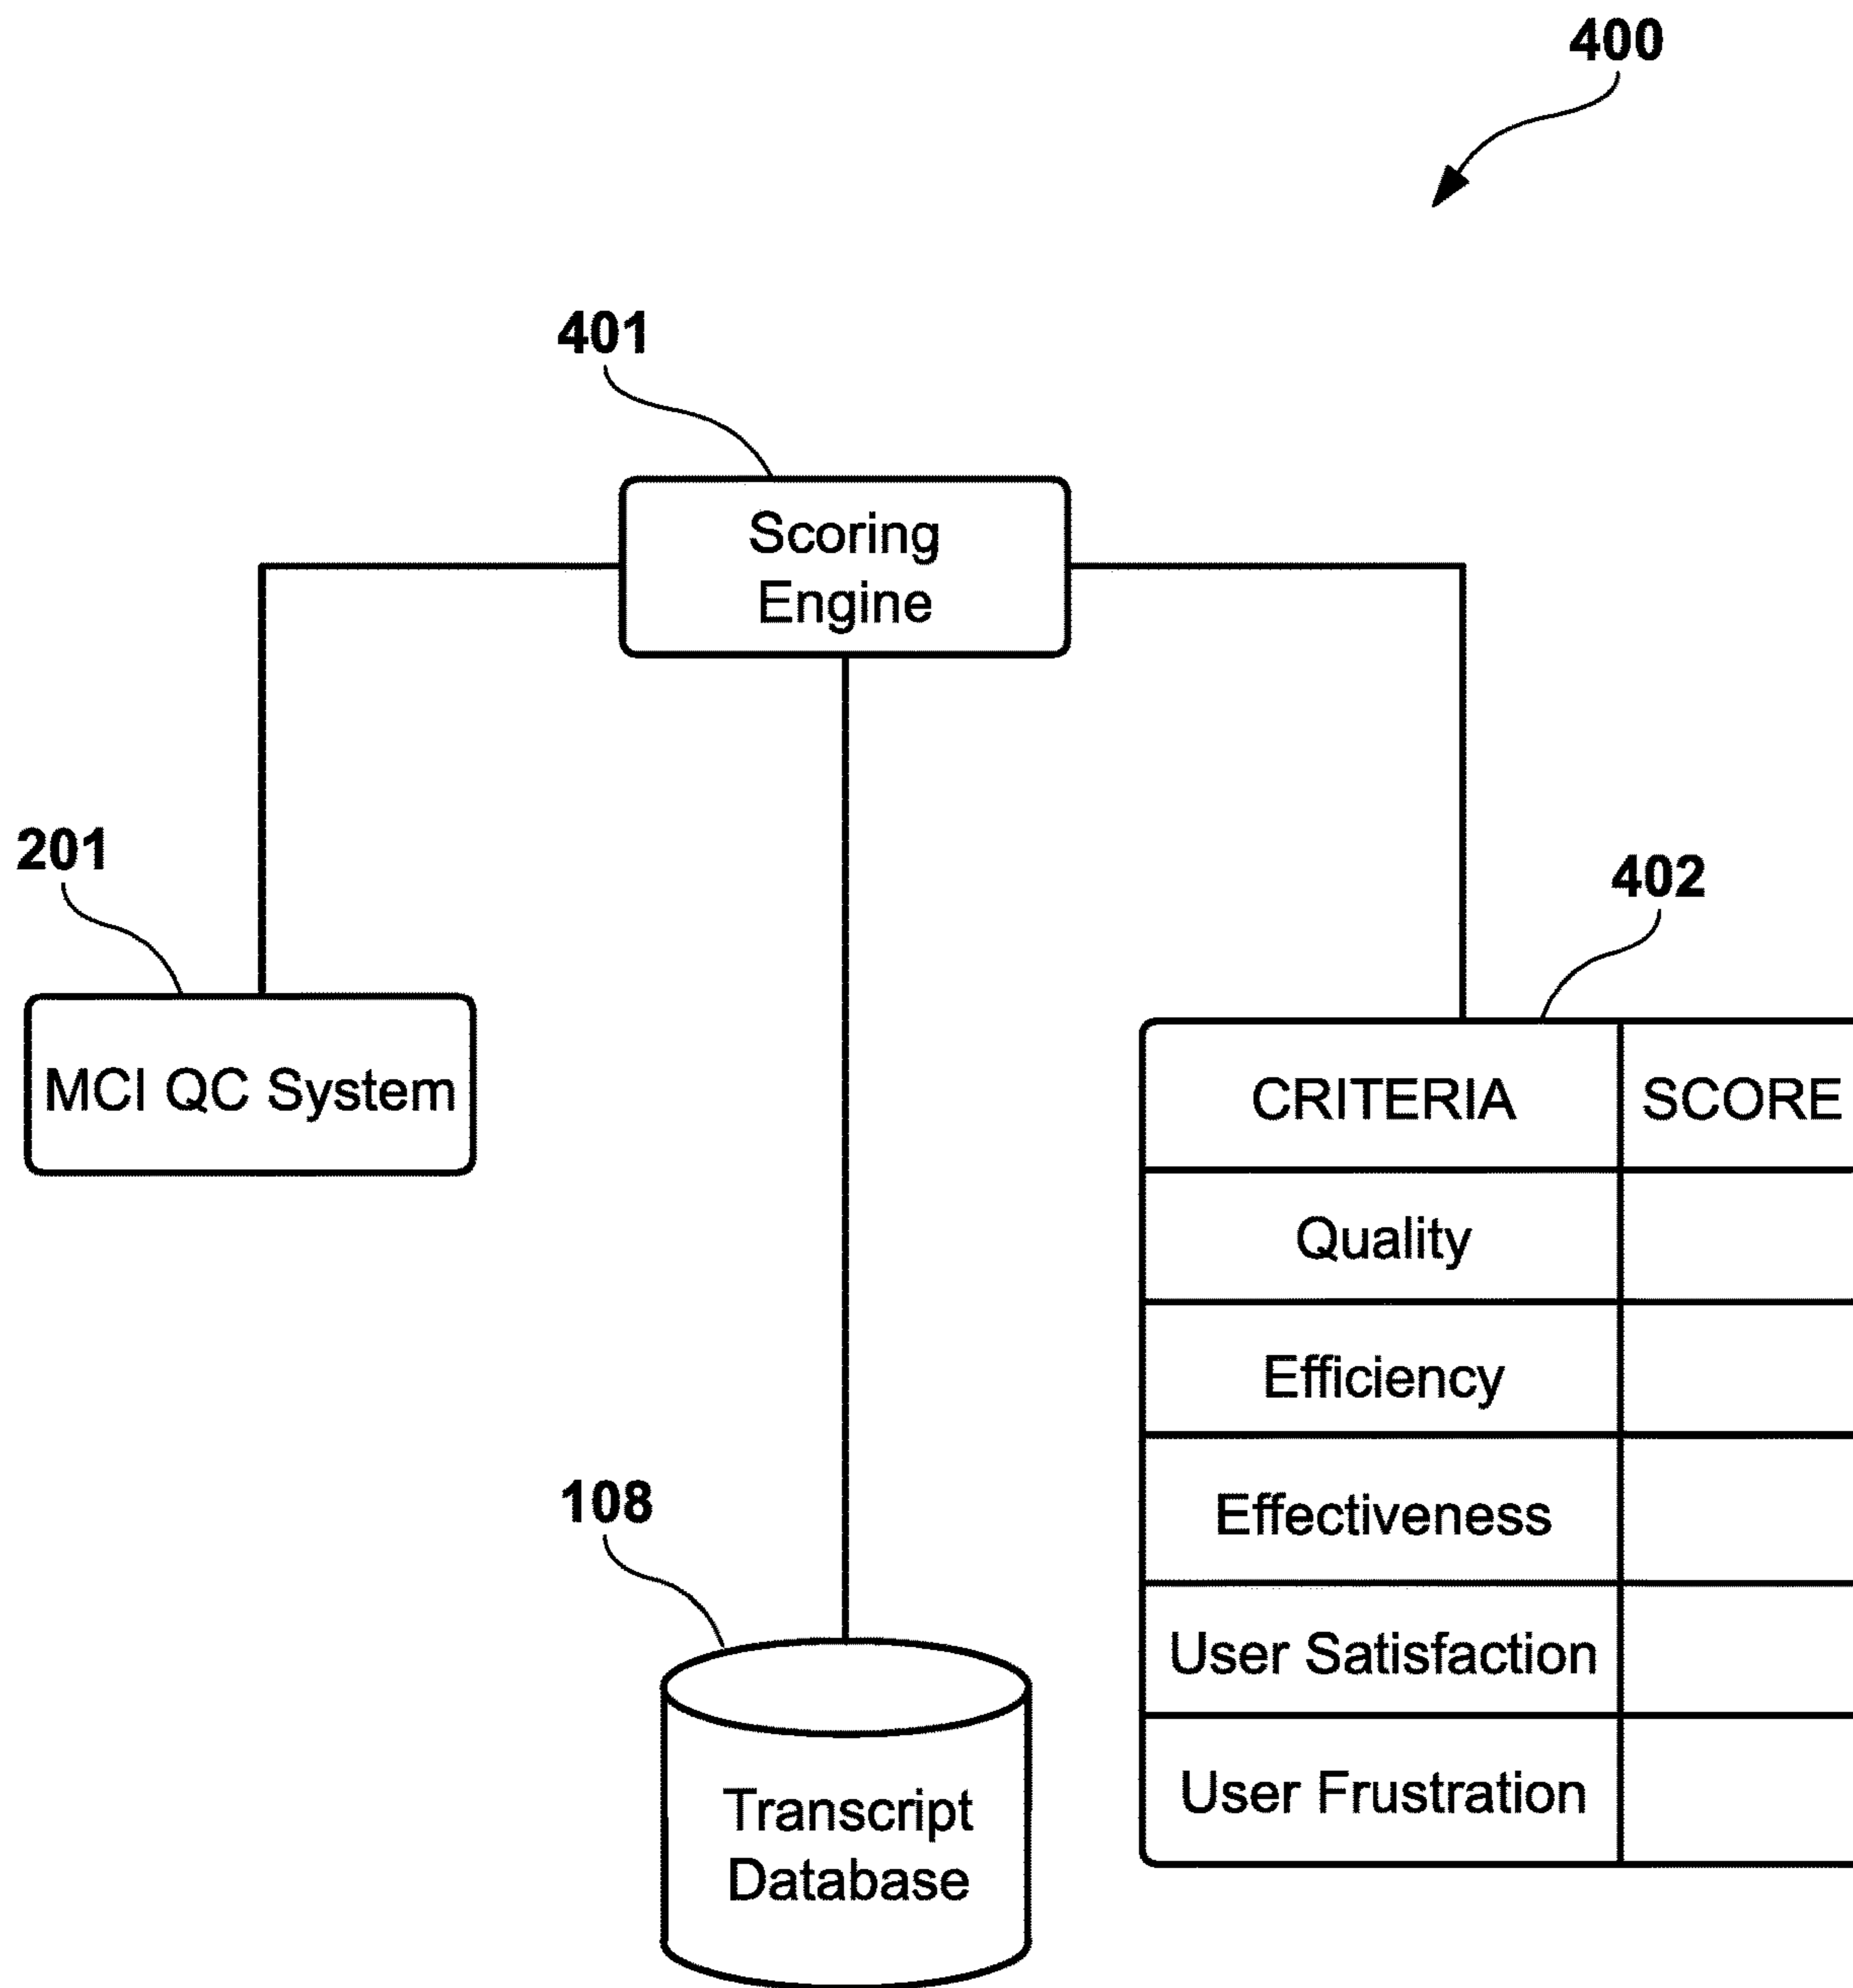 400
401
Scoring
Engine
201
402
MCI QC System
CRITERIA SCORE
Quality
Efficiency
108
Effectiveness
User Satisfaction
User Frustration
Transcript
Database